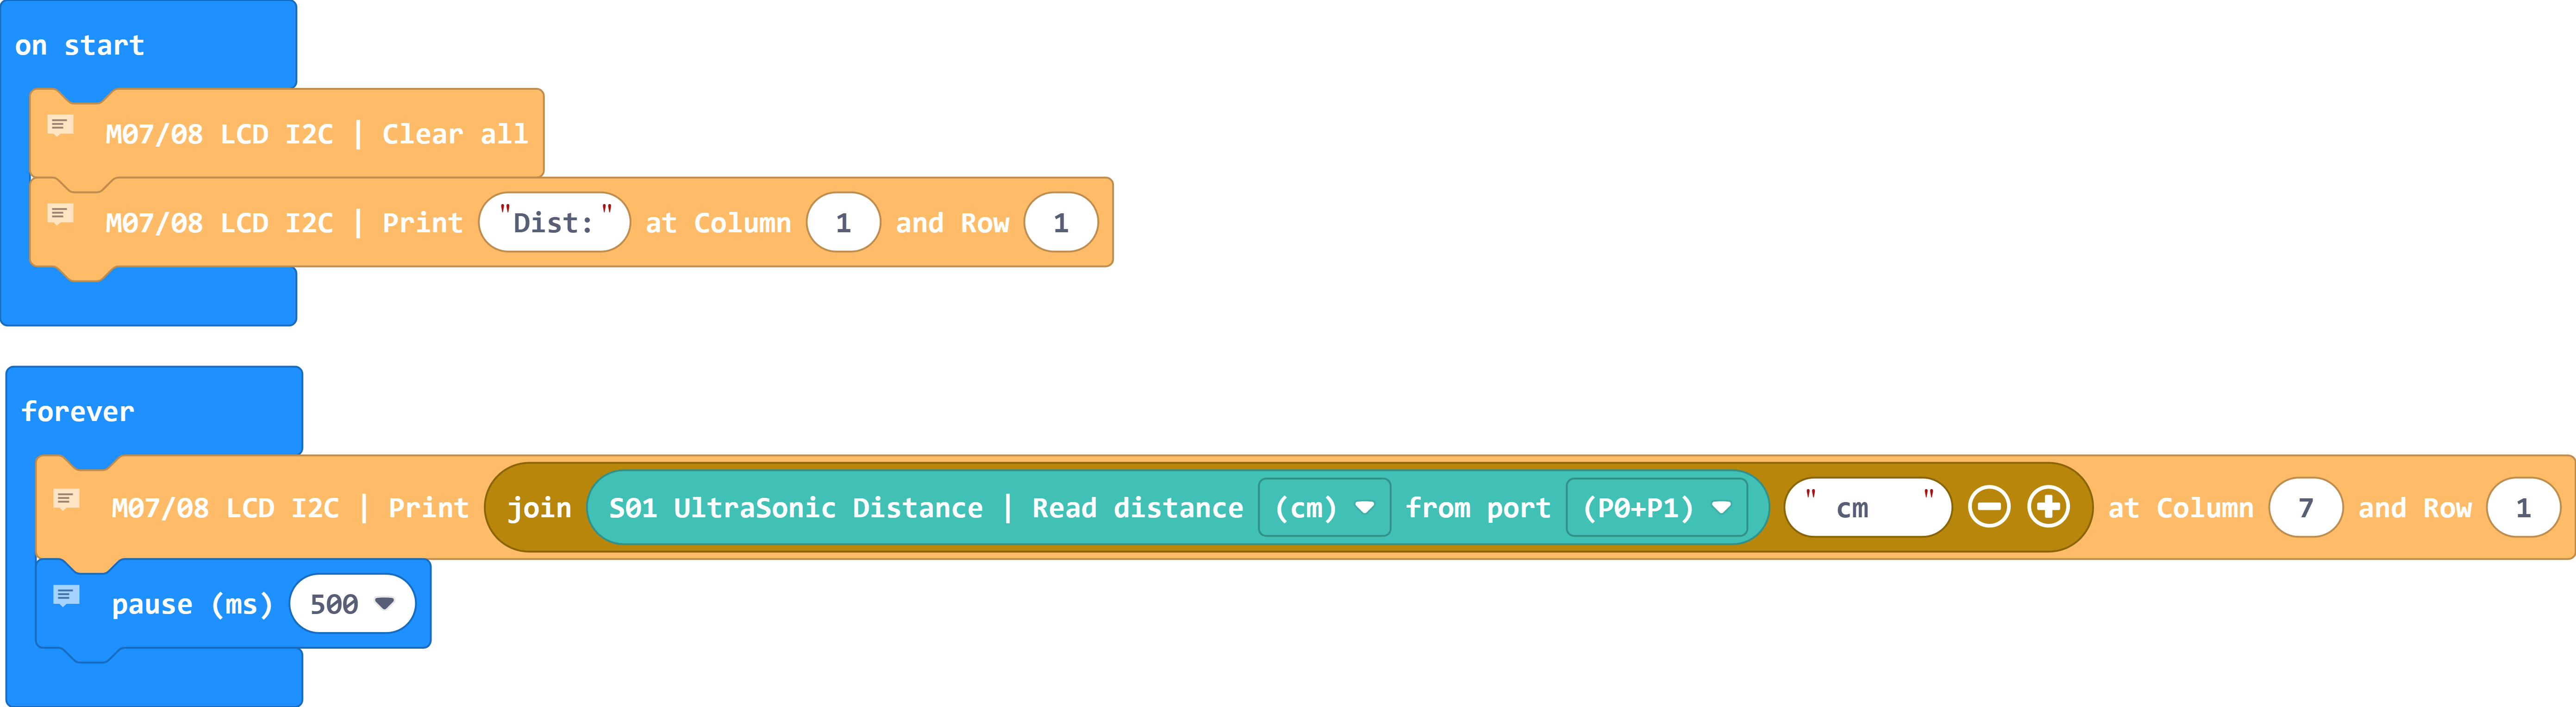 on start
M07/08 LCD I2C | Clear all
M07/08 LCD I2C | Print "Dist:" at Column 1 and Row 1
forever
M07/08 LCD I2C | Print join S01 UltraSonic Distance | Read distance (cm) from port (P0+P1) " cm   " at Column 7 and Row 1
pause (ms) 500